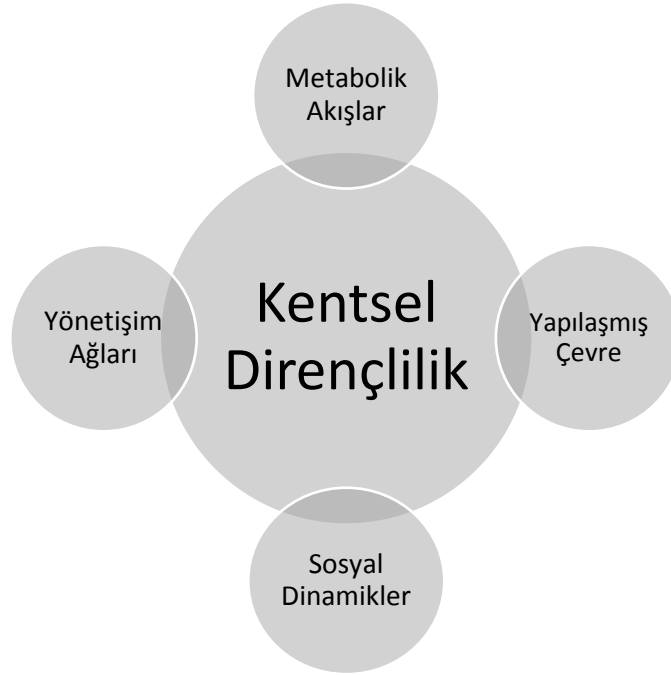 Metabolik
Akışlar
Yönetişim
Ağları
Kentsel
Dirençlilik
Yapılaşmış
Çevre
Sosyal
Dinamikler